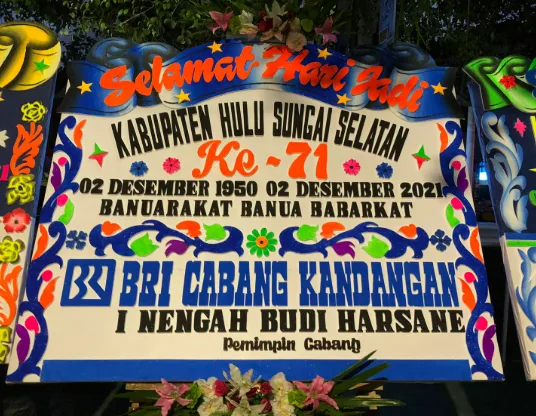 Selamat Hari Jadi
KABUPATEN HULU SUNGAI SELATAN
Ke - 71
02 DESEMBER 1950 02 DESEMBER 2021
BANUARAKAT BANUA BABARKAT
BRI BRI CABANG KANDANGAN
I NENGAH BUDI HARSANE
Pemimpin Cabang